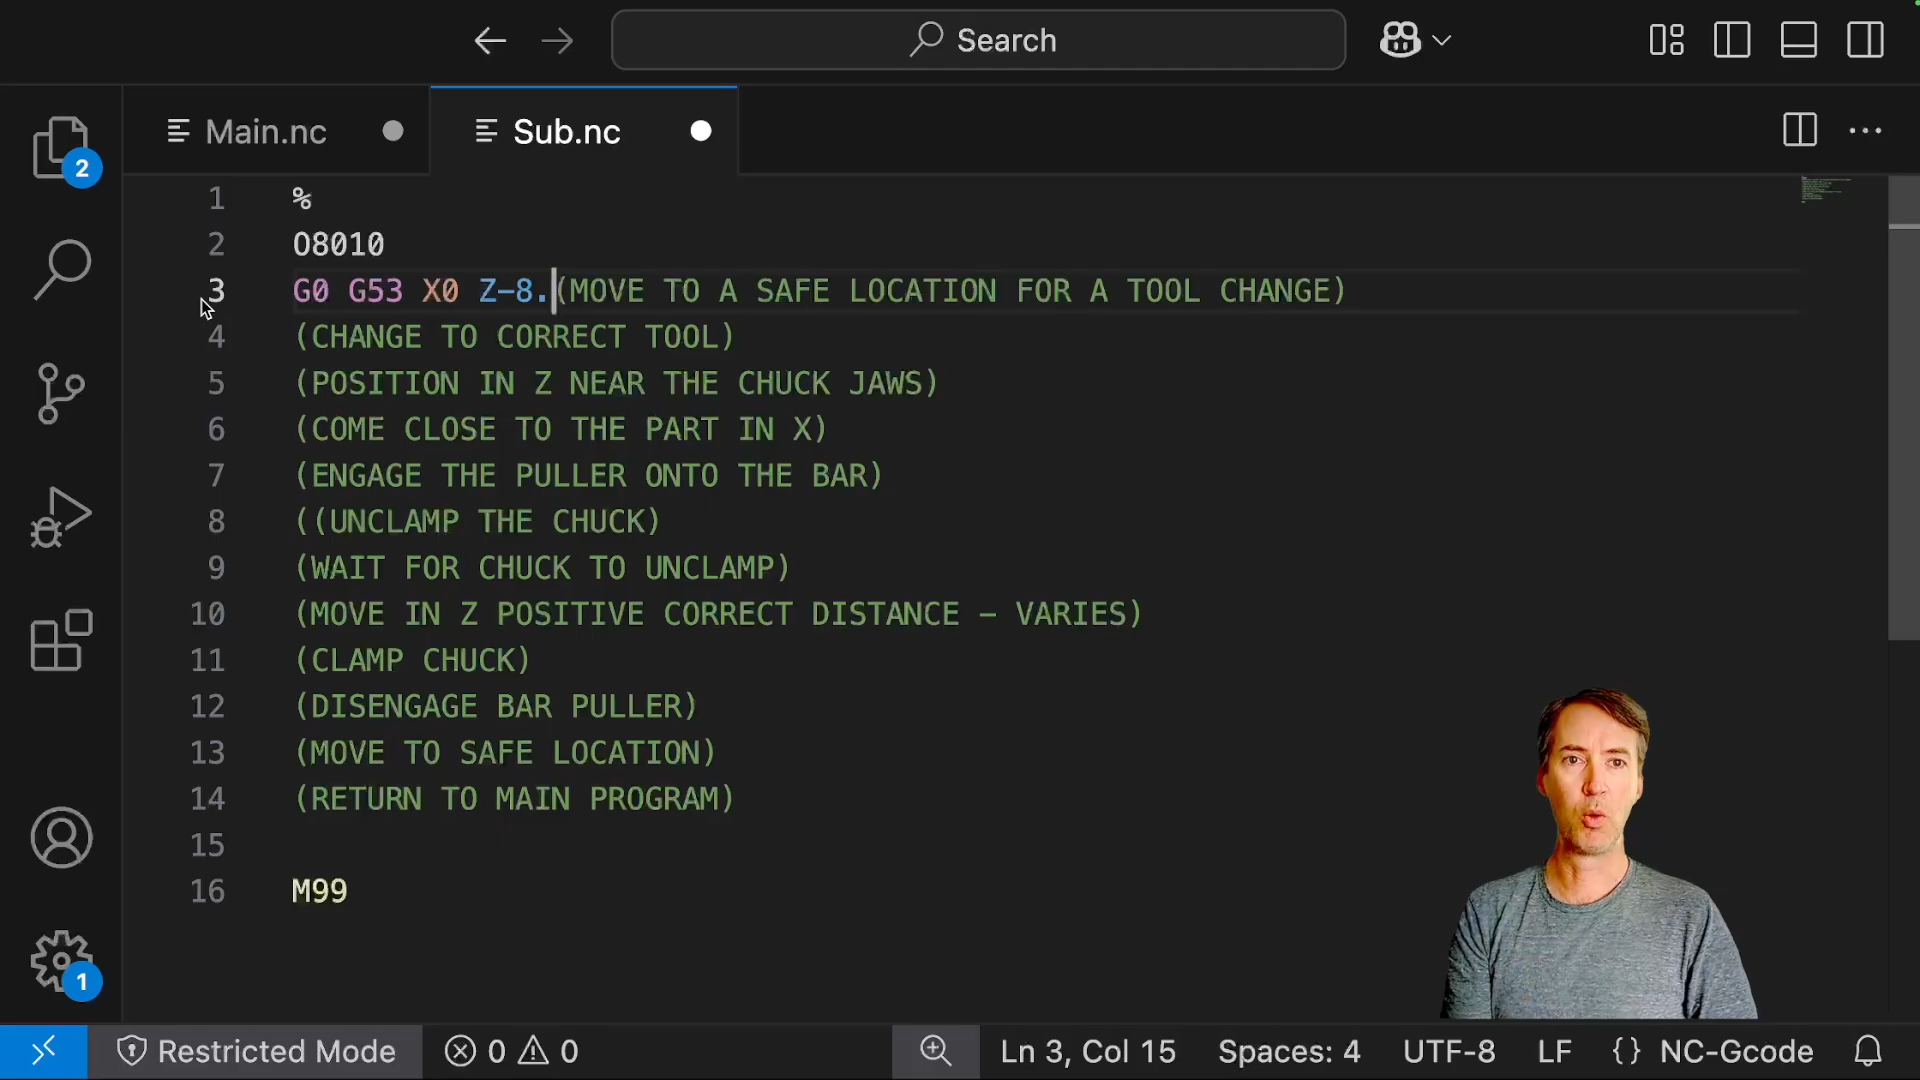 Search
Main.nc
Sub.nc
2
1 %
2 O8010
3 G0 G53 X0 Z-8.(MOVE TO A SAFE LOCATION FOR A TOOL CHANGE)
4 (CHANGE TO CORRECT TOOL)
5 (POSITION IN Z NEAR THE CHUCK JAWS)
6 (COME CLOSE TO THE PART IN X)
7 (ENGAGE THE PULLER ONTO THE BAR)
8 ((UNCLAMP THE CHUCK)
9 (WAIT FOR CHUCK TO UNCLAMP)
10 (MOVE IN Z POSITIVE CORRECT DISTANCE - VARIES)
11 (CLAMP CHUCK)
12 (DISENGAGE BAR PULLER)
13 (MOVE TO SAFE LOCATION)
14 (RETURN TO MAIN PROGRAM)
15
16 M99
1
Restricted Mode 0 0 Ln 3, Col 15 Spaces: 4 UTF-8 LF {} NC-Gcode